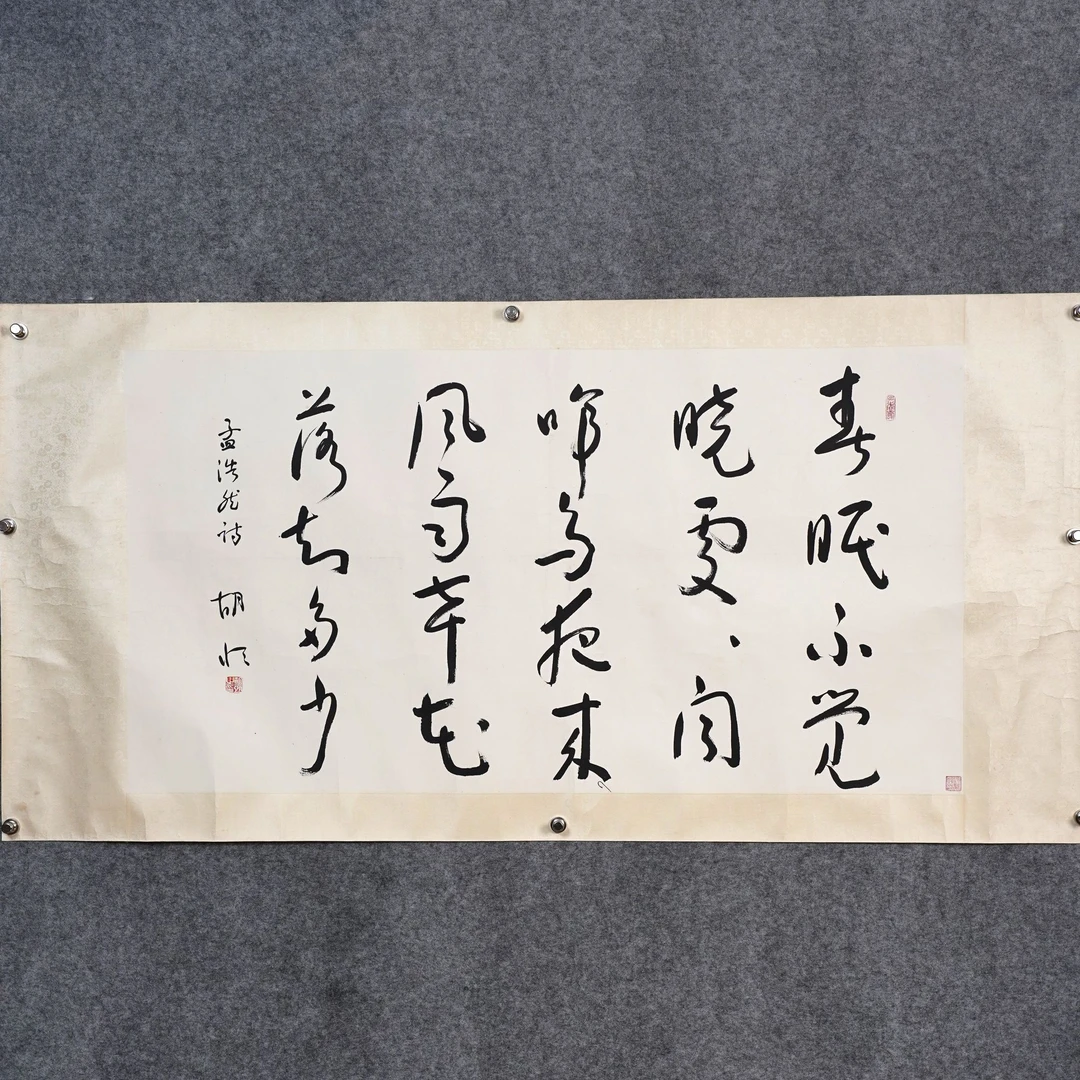 春眠不觉
晓处、闻
啼鸟夜来
风雨声花
落知多少
孟浩然诗 胡